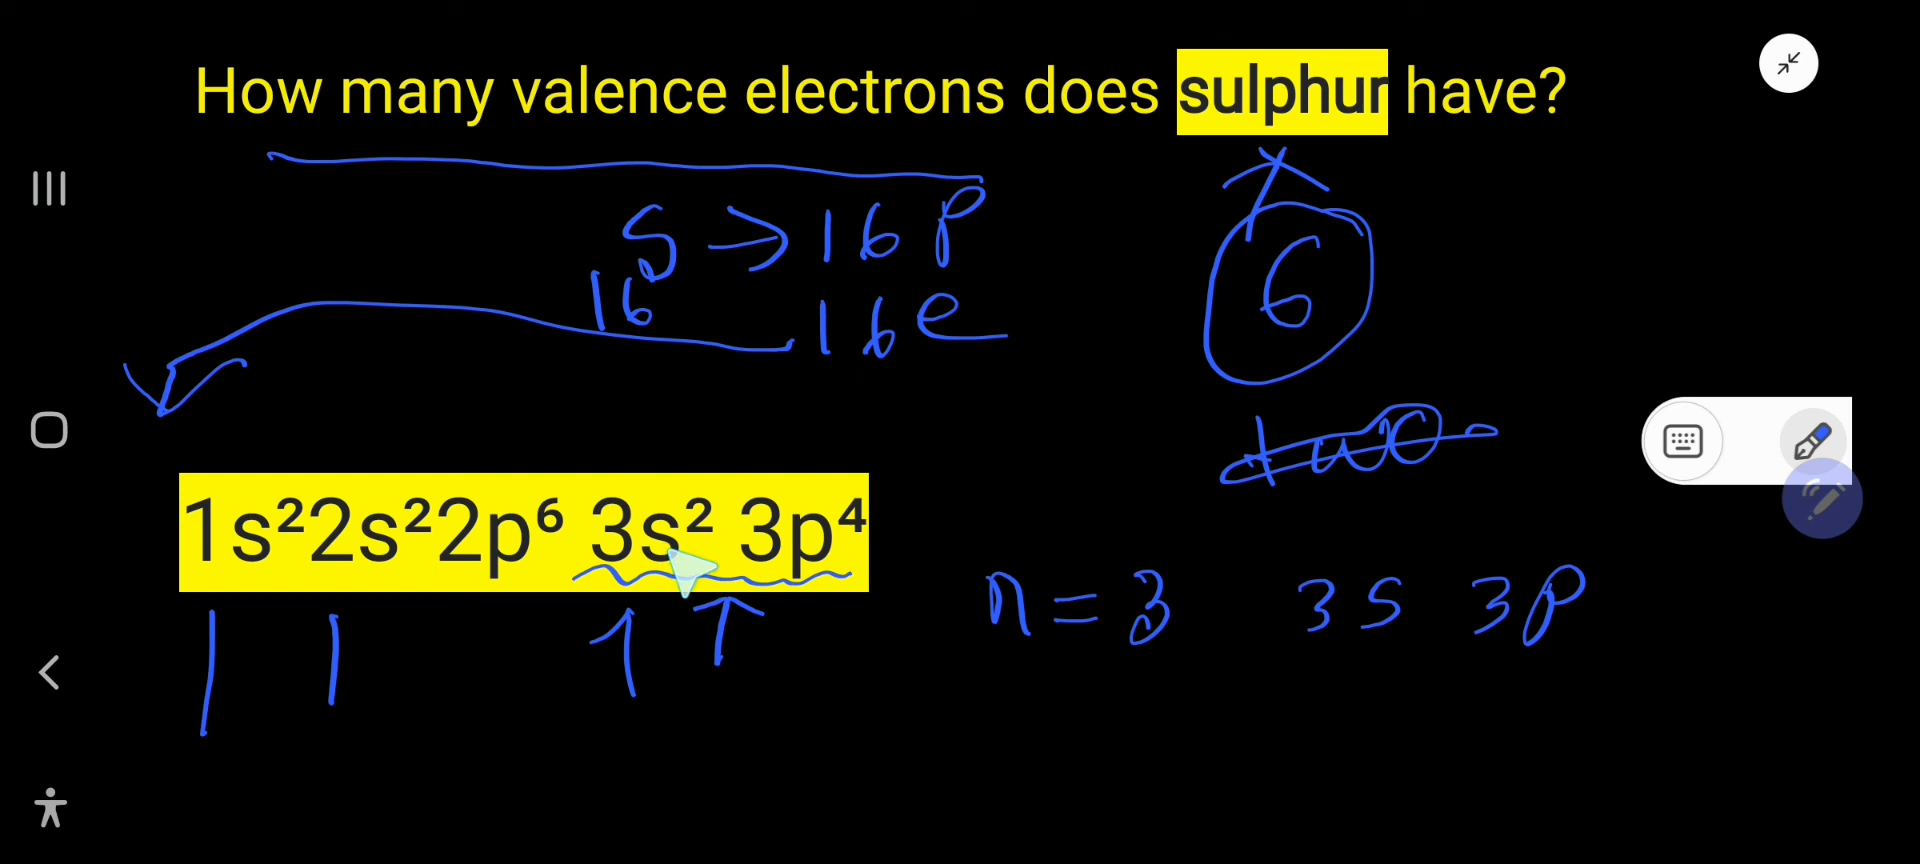 How many valence electrons does sulphur have?
S → 16 P
16
16 e
6
two
1s²2s²2p⁶ 3s² 3p⁴
n = 3 3s 3p